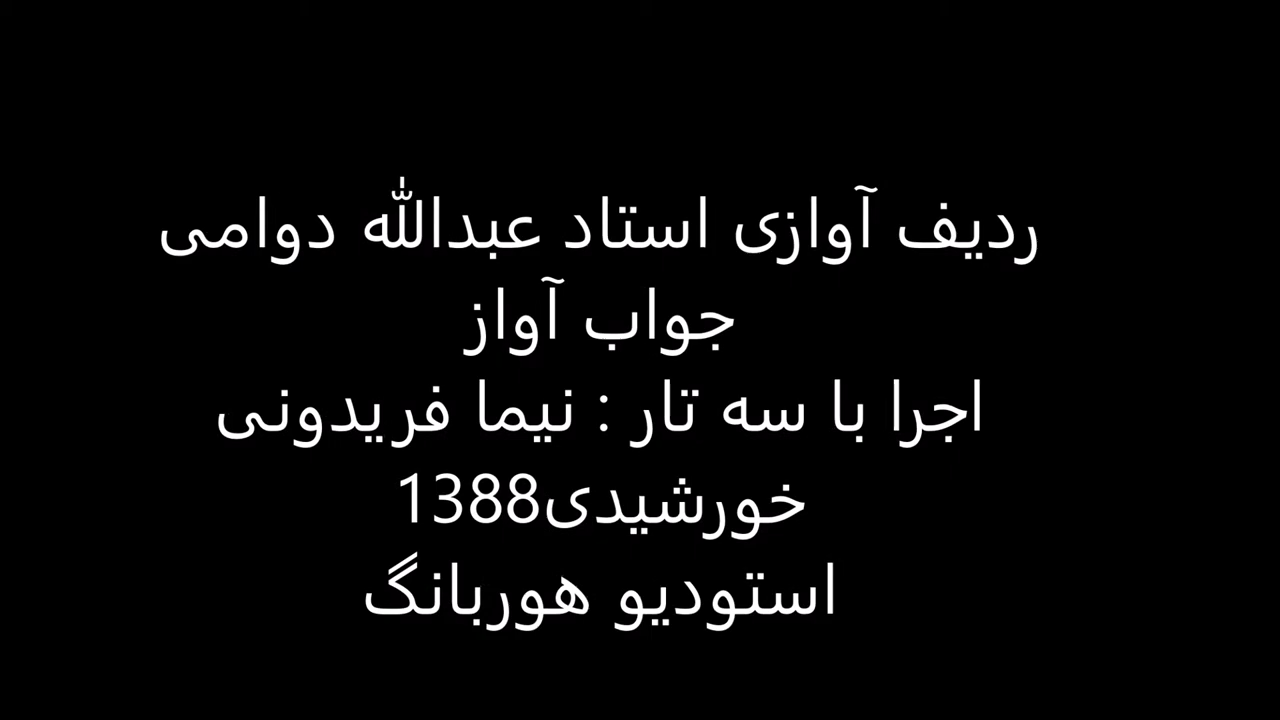 ردیف آوازی استاد عبدالله دوامی
جواب آواز
اجرا با سه تار : نیما فریدونی
خورشیدی1388
استودیو هوربانگ